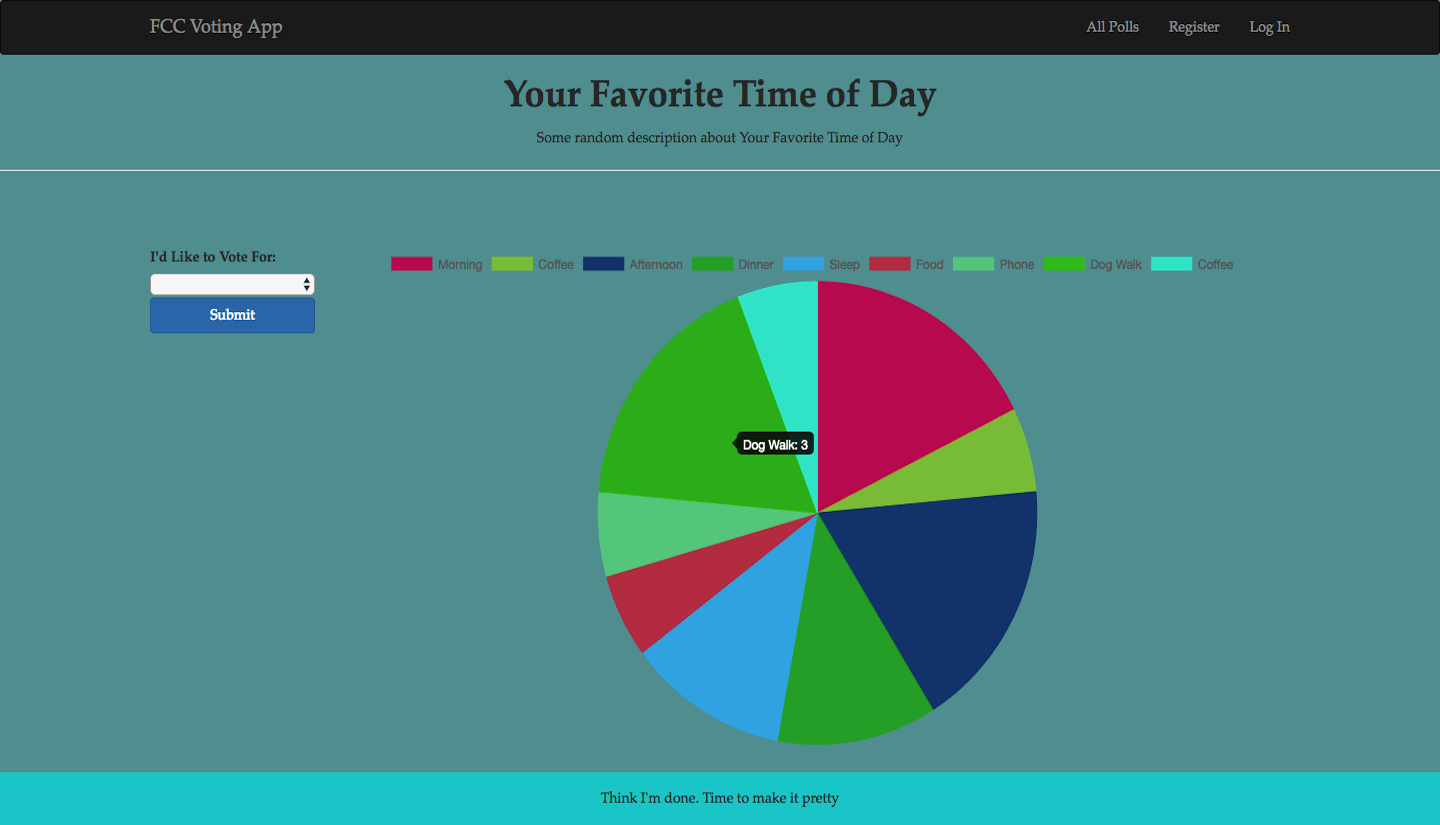 FCC Voting App All Polls Register Log In
Your Favorite Time of Day
Some random description about Your Favorite Time of Day
I'd Like to Vote For:
Submit
Morning Coffee Afternoon Dinner Sleep Food Phone Dog Walk Coffee
Dog Walk: 3
Think I'm done. Time to make it pretty